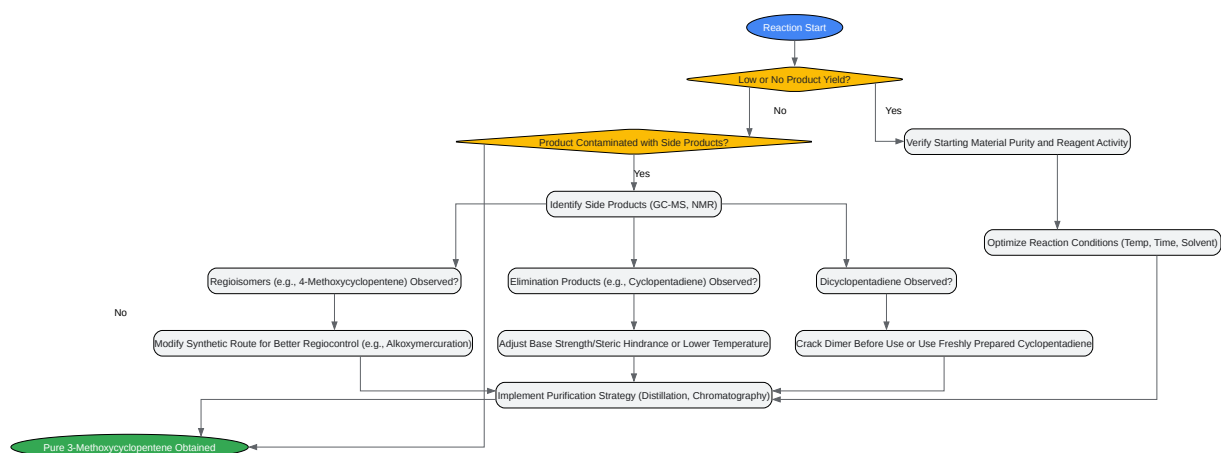 Reaction Start
Low or No Product Yield?
No
Yes
Product Contaminated with Side Products?
Verify Starting Material Purity and Reagent Activity
Yes
Identify Side Products (GC-MS, NMR)
Optimize Reaction Conditions (Temp, Time, Solvent)
Regioisomers (e.g., 4-Methoxycyclopentene) Observed?
Elimination Products (e.g., Cyclopentadiene) Observed?
Dicyclopentadiene Observed?
No
Modify Synthetic Route for Better Regiocontrol (e.g., Alkoxymercuration)
Adjust Base Strength/Steric Hindrance or Lower Temperature
Crack Dimer Before Use or Use Freshly Prepared Cyclopentadiene
Implement Purification Strategy (Distillation, Chromatography)
Pure 3-Methoxycyclopentene Obtained